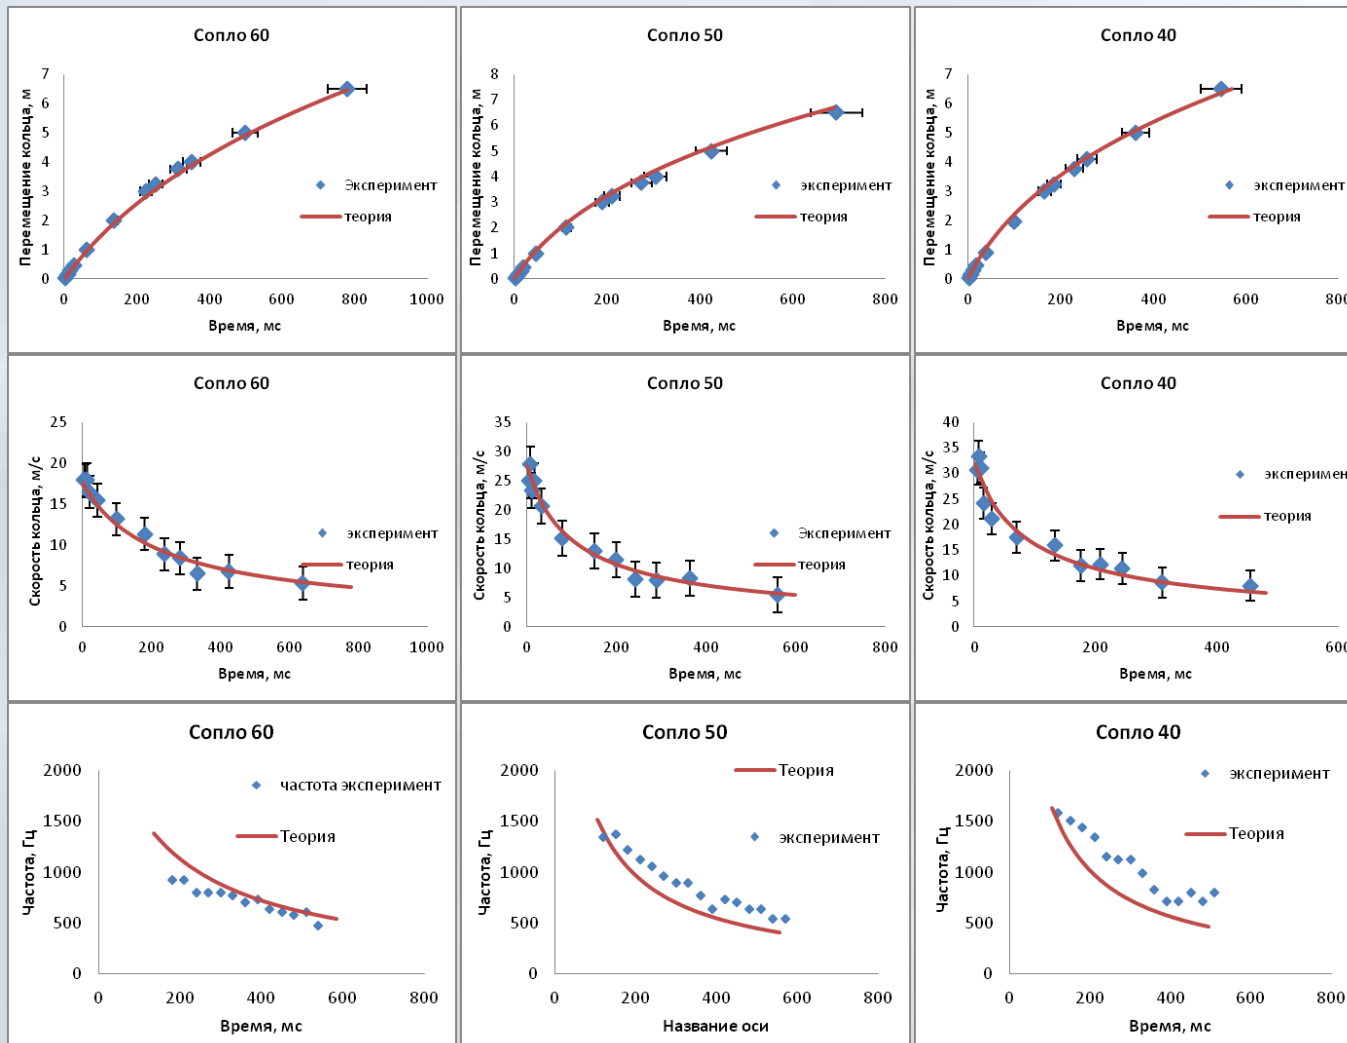 Сопло 60
Перемещение кольца, м
7
6
5
4
3
2
1
0
0 200 400 600 800 1000
Время, мс
Эксперимент
теория
Сопло 50
Перемещение кольца, м
8
7
6
5
4
3
2
1
0
0 200 400 600 800
Время, мс
эксперимент
теория
Сопло 40
Перемещение кольца, м
7
6
5
4
3
2
1
0
0 200 400 600 800
Время, мс
эксперимент
теория
Сопло 60
Скорость кольца, м/с
25
20
15
10
5
0
0 200 400 600 800 1000
Время, мс
эксперимент
теория
Сопло 50
Скорость кольца, м/с
35
30
25
20
15
10
5
0
0 200 400 600 800
Время, мс
Эксперимент
теория
Сопло 40
Скорость кольца, м/с
40
35
30
25
20
15
10
5
0
0 200 400 600
Время, мс
эксперимент
теория
Сопло 60
Частота, Гц
2000
1500
1000
500
0
0 200 400 600 800
Время, мс
частота эксперимент
Теория
Сопло 50
Частота, Гц
2000
1500
1000
500
0
0 200 400 600 800
Название оси
Теория
эксперимент
Сопло 40
Частота, Гц
2000
1500
1000
500
0
0 200 400 600 800
Время, мс
эксперимент
Теория